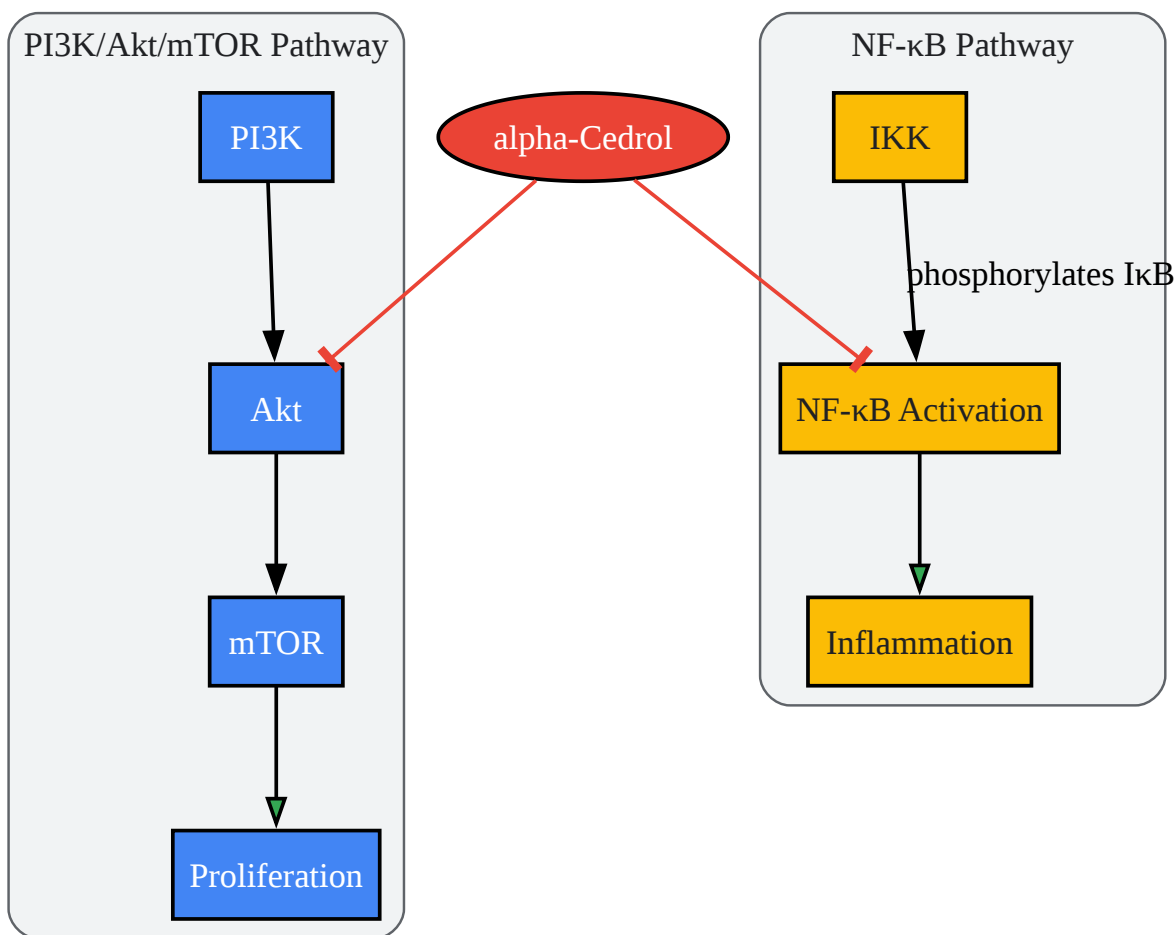 PI3K/Akt/mTOR Pathway
NF-κB Pathway
PI3K
alpha-Cedrol
IKK
phosphorylates IκB
Akt
NF-κB Activation
mTOR
Inflammation
Proliferation